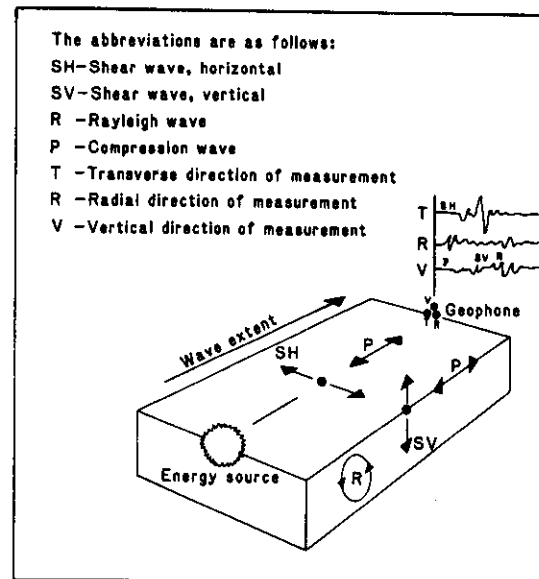 The abbreviations are as follows:
SH-Shear wave, horizontal
SV-Shear wave, vertical
R -Rayleigh wave
P -Compression wave
T -Transverse direction of measurement
R -Radial direction of measurement
V -Vertical direction of measurement
T SH
R
V P SV R
V
T R
Geophone
Wave extent
SH
P
P
SV
Energy source
R